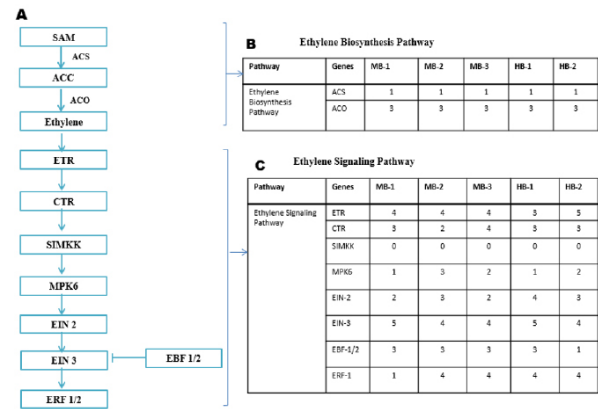 A
SAM
ACS
ACC
ACO
Ethylene
ETR
CTR
SIMKK
MPK6
EIN 2
EIN 3
EBF 1/2
ERF 1/2
B
Ethylene Biosynthesis Pathway
Pathway Genes MB-1 MB-2 MB-3 HB-1 HB-2
Ethylene ACS 1 1 1 1 1
Biosynthesis ACO 3 3 3 3 3
Pathway
C
Ethylene Signaling Pathway
Pathway Genes MB-1 MB-2 MB-3 HB-1 HB-2
Ethylene Signaling ETR 4 4 4 3 5
Pathway CTR 3 2 4 3 3
SIMKK 0 0 0 0 0
MPK6 1 3 2 1 2
EIN-2 2 3 2 4 3
EIN-3 5 4 4 5 4
EBF-1/2 3 3 3 3 1
ERF-1 1 4 4 4 4